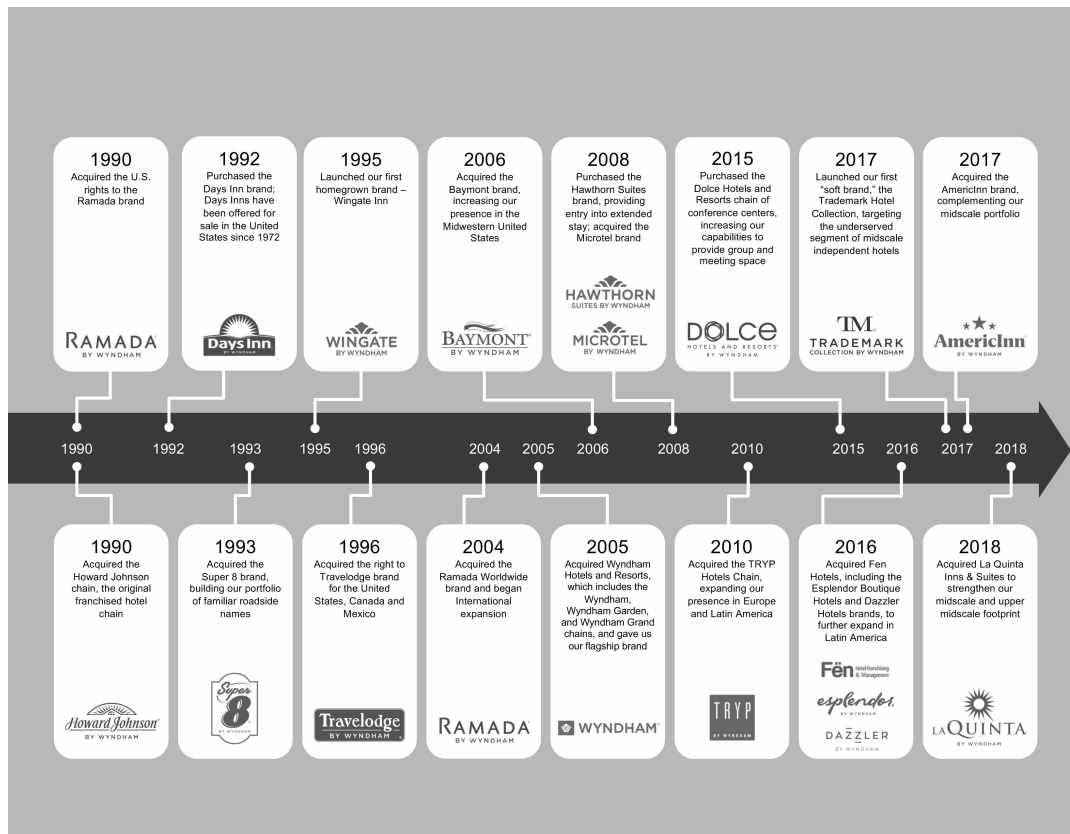 1990
Acquired the U.S.
rights to the
Ramada brand
RAMADA®
BY WYNDHAM
1992
Purchased the
Days Inn brand;
Days Inns have
been offered for
sale in the United
States since 1972
Days Inn
BY WYNDHAM
1995
Launched our first
homegrown brand –
Wingate Inn
WINGATE
BY WYNDHAM
2006
Acquired the
Baymont brand,
increasing our
presence in the
Midwestern United
States
BAYMONT®
BY WYNDHAM
2008
Purchased the
Hawthorn Suites
brand, providing
entry into extended
stay; acquired the
Microtel brand
HAWTHORN
SUITES BY WYNDHAM
MICROTEL
BY WYNDHAM
2015
Purchased the
Dolce Hotels and
Resorts chain of
conference centers,
increasing our
capabilities to
provide group and
meeting space
DOLCe
HOTELS AND RESORTS®
BY WYNDHAM
2017
Launched our first
“soft brand,” the
Trademark Hotel
Collection, targeting
the underserved
segment of midscale
independent hotels
TM
TRADEMARK
COLLECTION BY WYNDHAM
2017
Acquired the
AmericInn brand,
complementing our
midscale portfolio
AmericInn®
BY WYNDHAM
1990 1992 1993 1995 1996 2004 2005 2006 2008 2010 2015 2016 2017 2018
1990
Acquired the
Howard Johnson
chain, the original
franchised hotel
chain
Howard Johnson®
BY WYNDHAM
1993
Acquired the
Super 8 brand,
building our portfolio
of familiar roadside
names
Super
8
BY WYNDHAM
1996
Acquired the right to
Travelodge brand
for the United
States, Canada and
Mexico
Travelodge
BY WYNDHAM
2004
Acquired the
Ramada Worldwide
brand and began
International
expansion
RAMADA®
BY WYNDHAM
2005
Acquired Wyndham
Hotels and Resorts,
which includes the
Wyndham,
Wyndham Garden,
and Wyndham Grand
chains, and gave us
our flagship brand
WYNDHAM®
2010
Acquired the TRYP
Hotels Chain,
expanding our
presence in Europe
and Latin America
TRYP
BY WYNDHAM
2016
Acquired Fen
Hotels, including the
Esplendor Boutique
Hotels and Dazzler
Hotels brands, to
further expand in
Latin America
Fën Hotel Franchising
& Management
esplendor.
BY WYNDHAM
DAZZLER
BY WYNDHAM
2018
Acquired La Quinta
Inns & Suites to
strengthen our
midscale and upper
midscale footprint
LAQUINTA
BY WYNDHAM